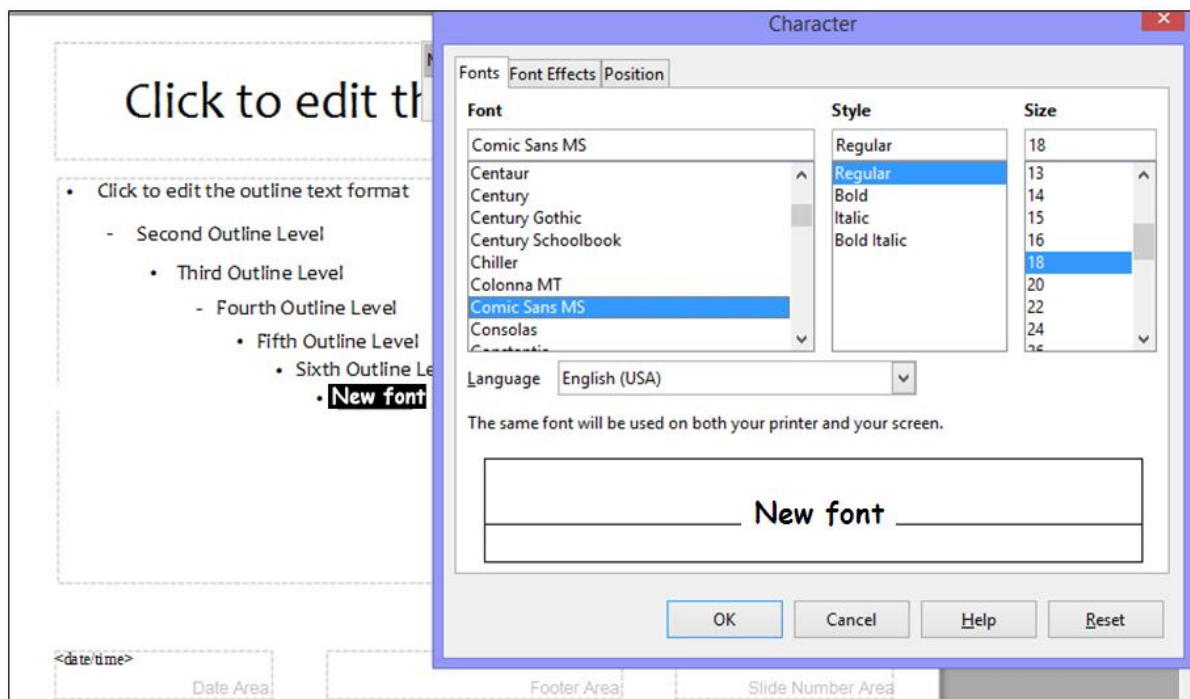 Character
Click to edit th
Fonts Font Effects Position
Font Style Size
Comic Sans MS Regular 18
Centaur
Century
Century Gothic
Century Schoolbook
Chiller
Colonna MT
Comic Sans MS
Consolas
Constantia
Regular
Bold
Italic
Bold Italic
13
14
15
16
18
20
22
24
26
Language English (USA)
The same font will be used on both your printer and your screen.
New font
OK Cancel Help Reset
• Click to edit the outline text format
- Second Outline Level
• Third Outline Level
- Fourth Outline Level
• Fifth Outline Level
• Sixth Outline Le
• New font
<date/time>
Date Area Footer Area Slide Number Area